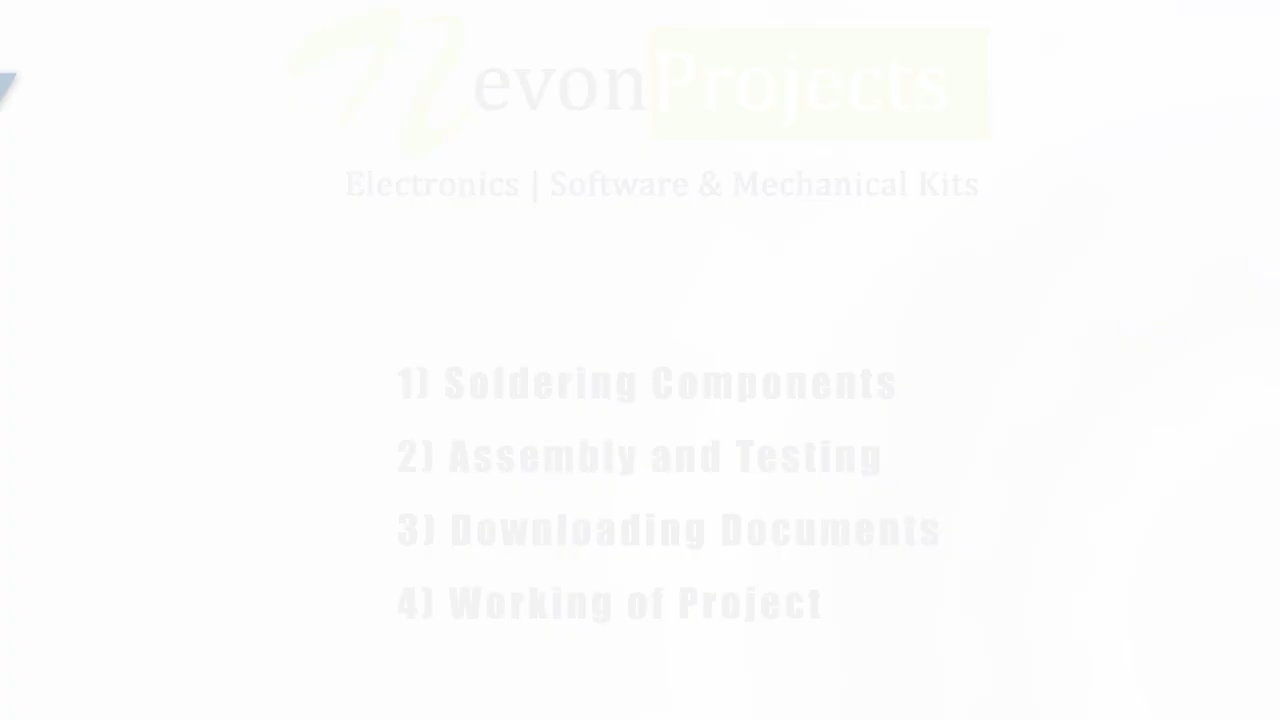 NevonProjects
Electronics | Software & Mechanical Kits
1) Soldering Components
2) Assembly and Testing
3) Downloading Documents
4) Working of Project